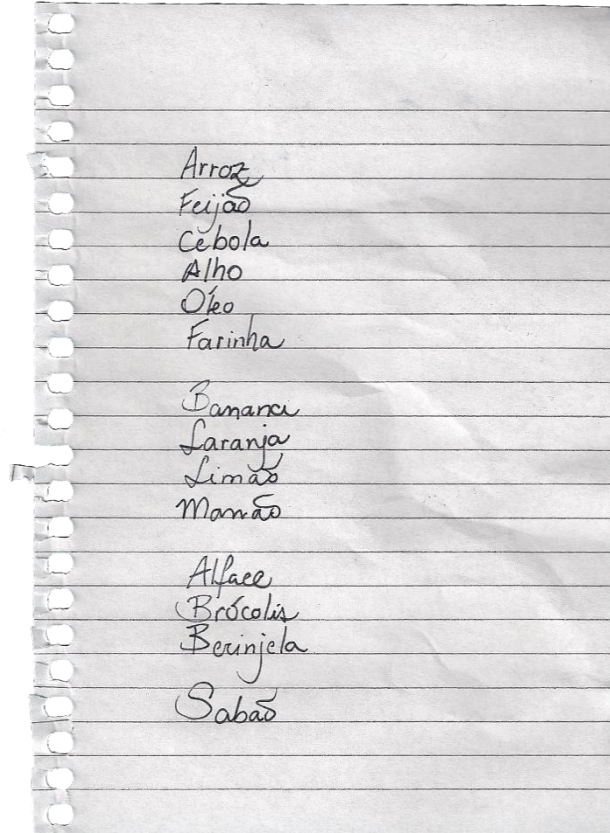 Arroz
Feijão
Cebola
Alho
Óleo
Farinha
Banana
Laranja
Limão
Mamão
Alface
Brócolis
Berinjela
Sabão